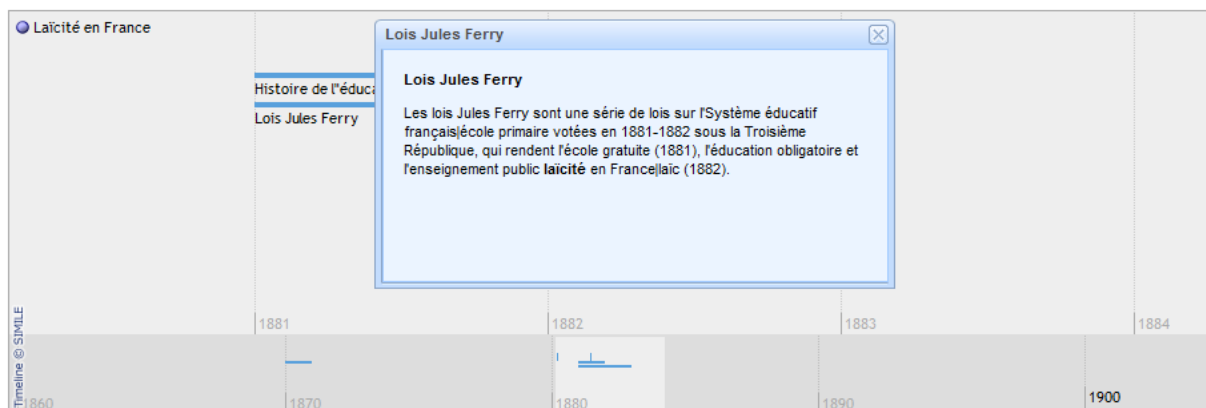 Laïcité en France
Lois Jules Ferry
Histoire de l"éduca
Lois Jules Ferry
Lois Jules Ferry
Les lois Jules Ferry sont une série de lois sur l'Système éducatif
français|école primaire votées en 1881-1882 sous la Troisième
République, qui rendent l'école gratuite (1881), l'éducation obligatoire et
l'enseignement public laïcité en France|laïc (1882).
1881
1882
1883
1884
Timeline © SIMILE
1860
1870
1880
1890
1900